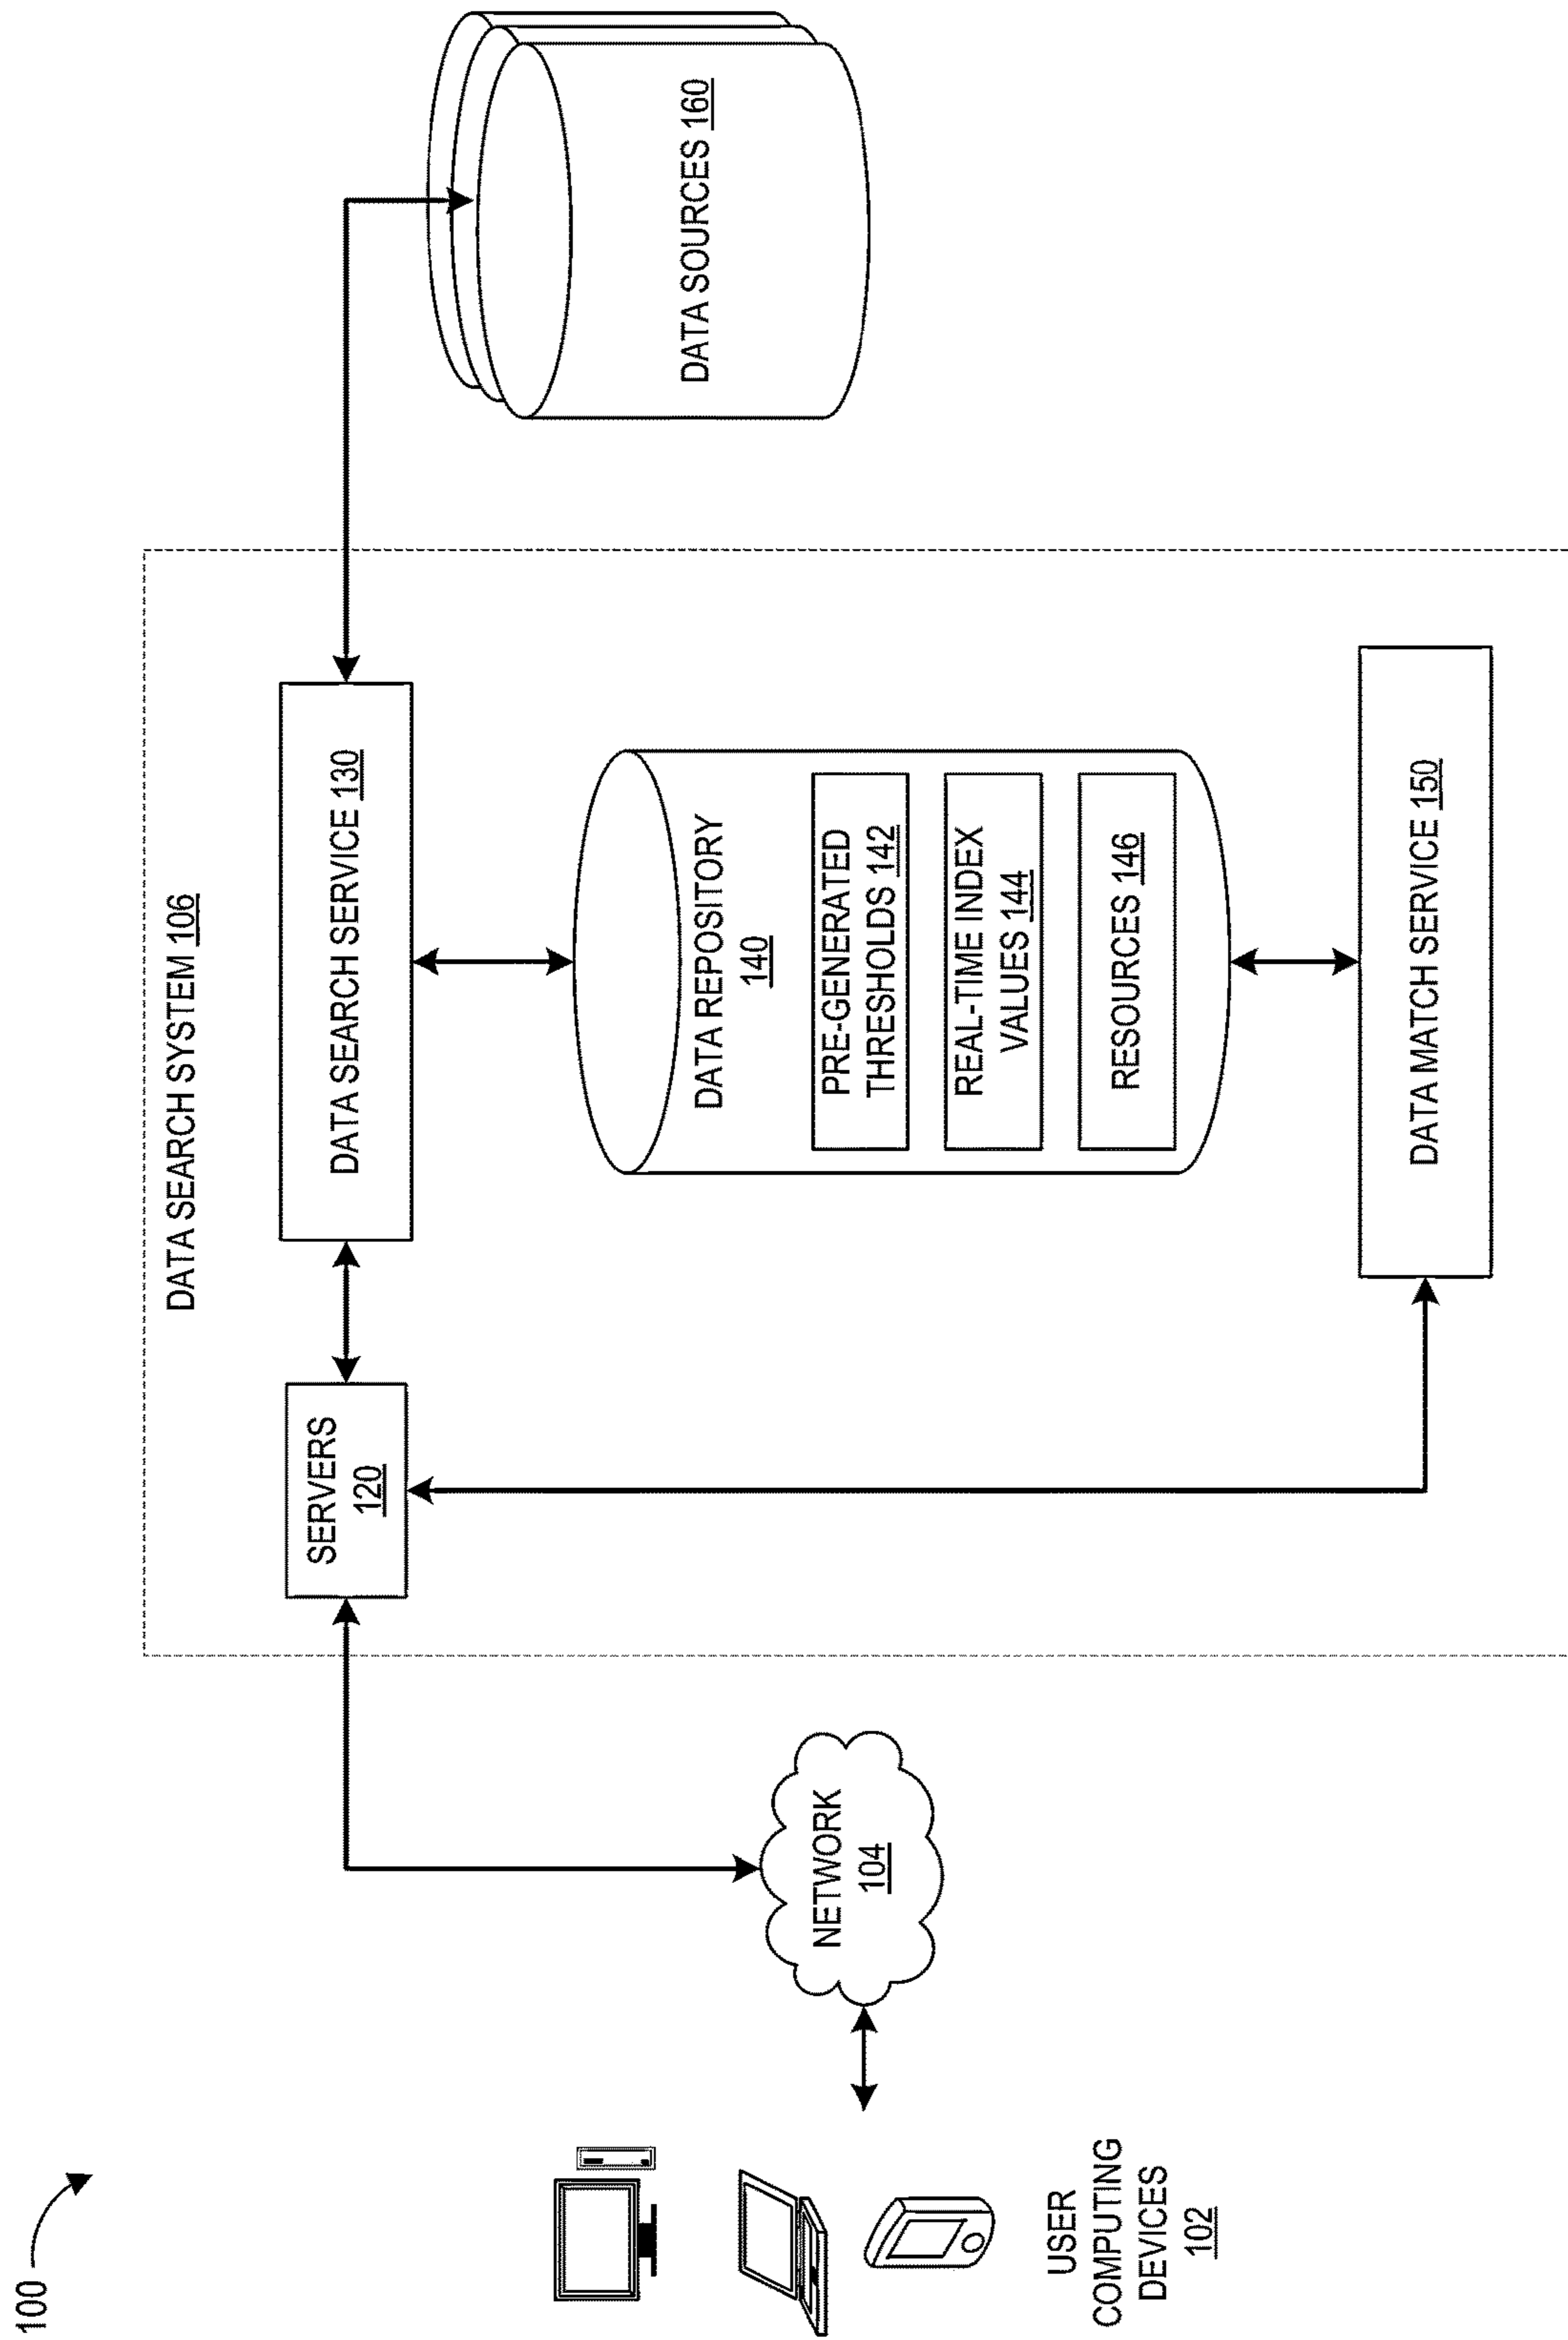 100
USER
COMPUTING
DEVICES
102
NETWORK
104
DATA SEARCH SYSTEM 106
SERVERS
120
DATA SEARCH SERVICE 130
DATA REPOSITORY
140
PRE-GENERATED
THRESHOLDS 142
REAL-TIME INDEX
VALUES 144
RESOURCES 146
DATA MATCH SERVICE 150
DATA SOURCES 160